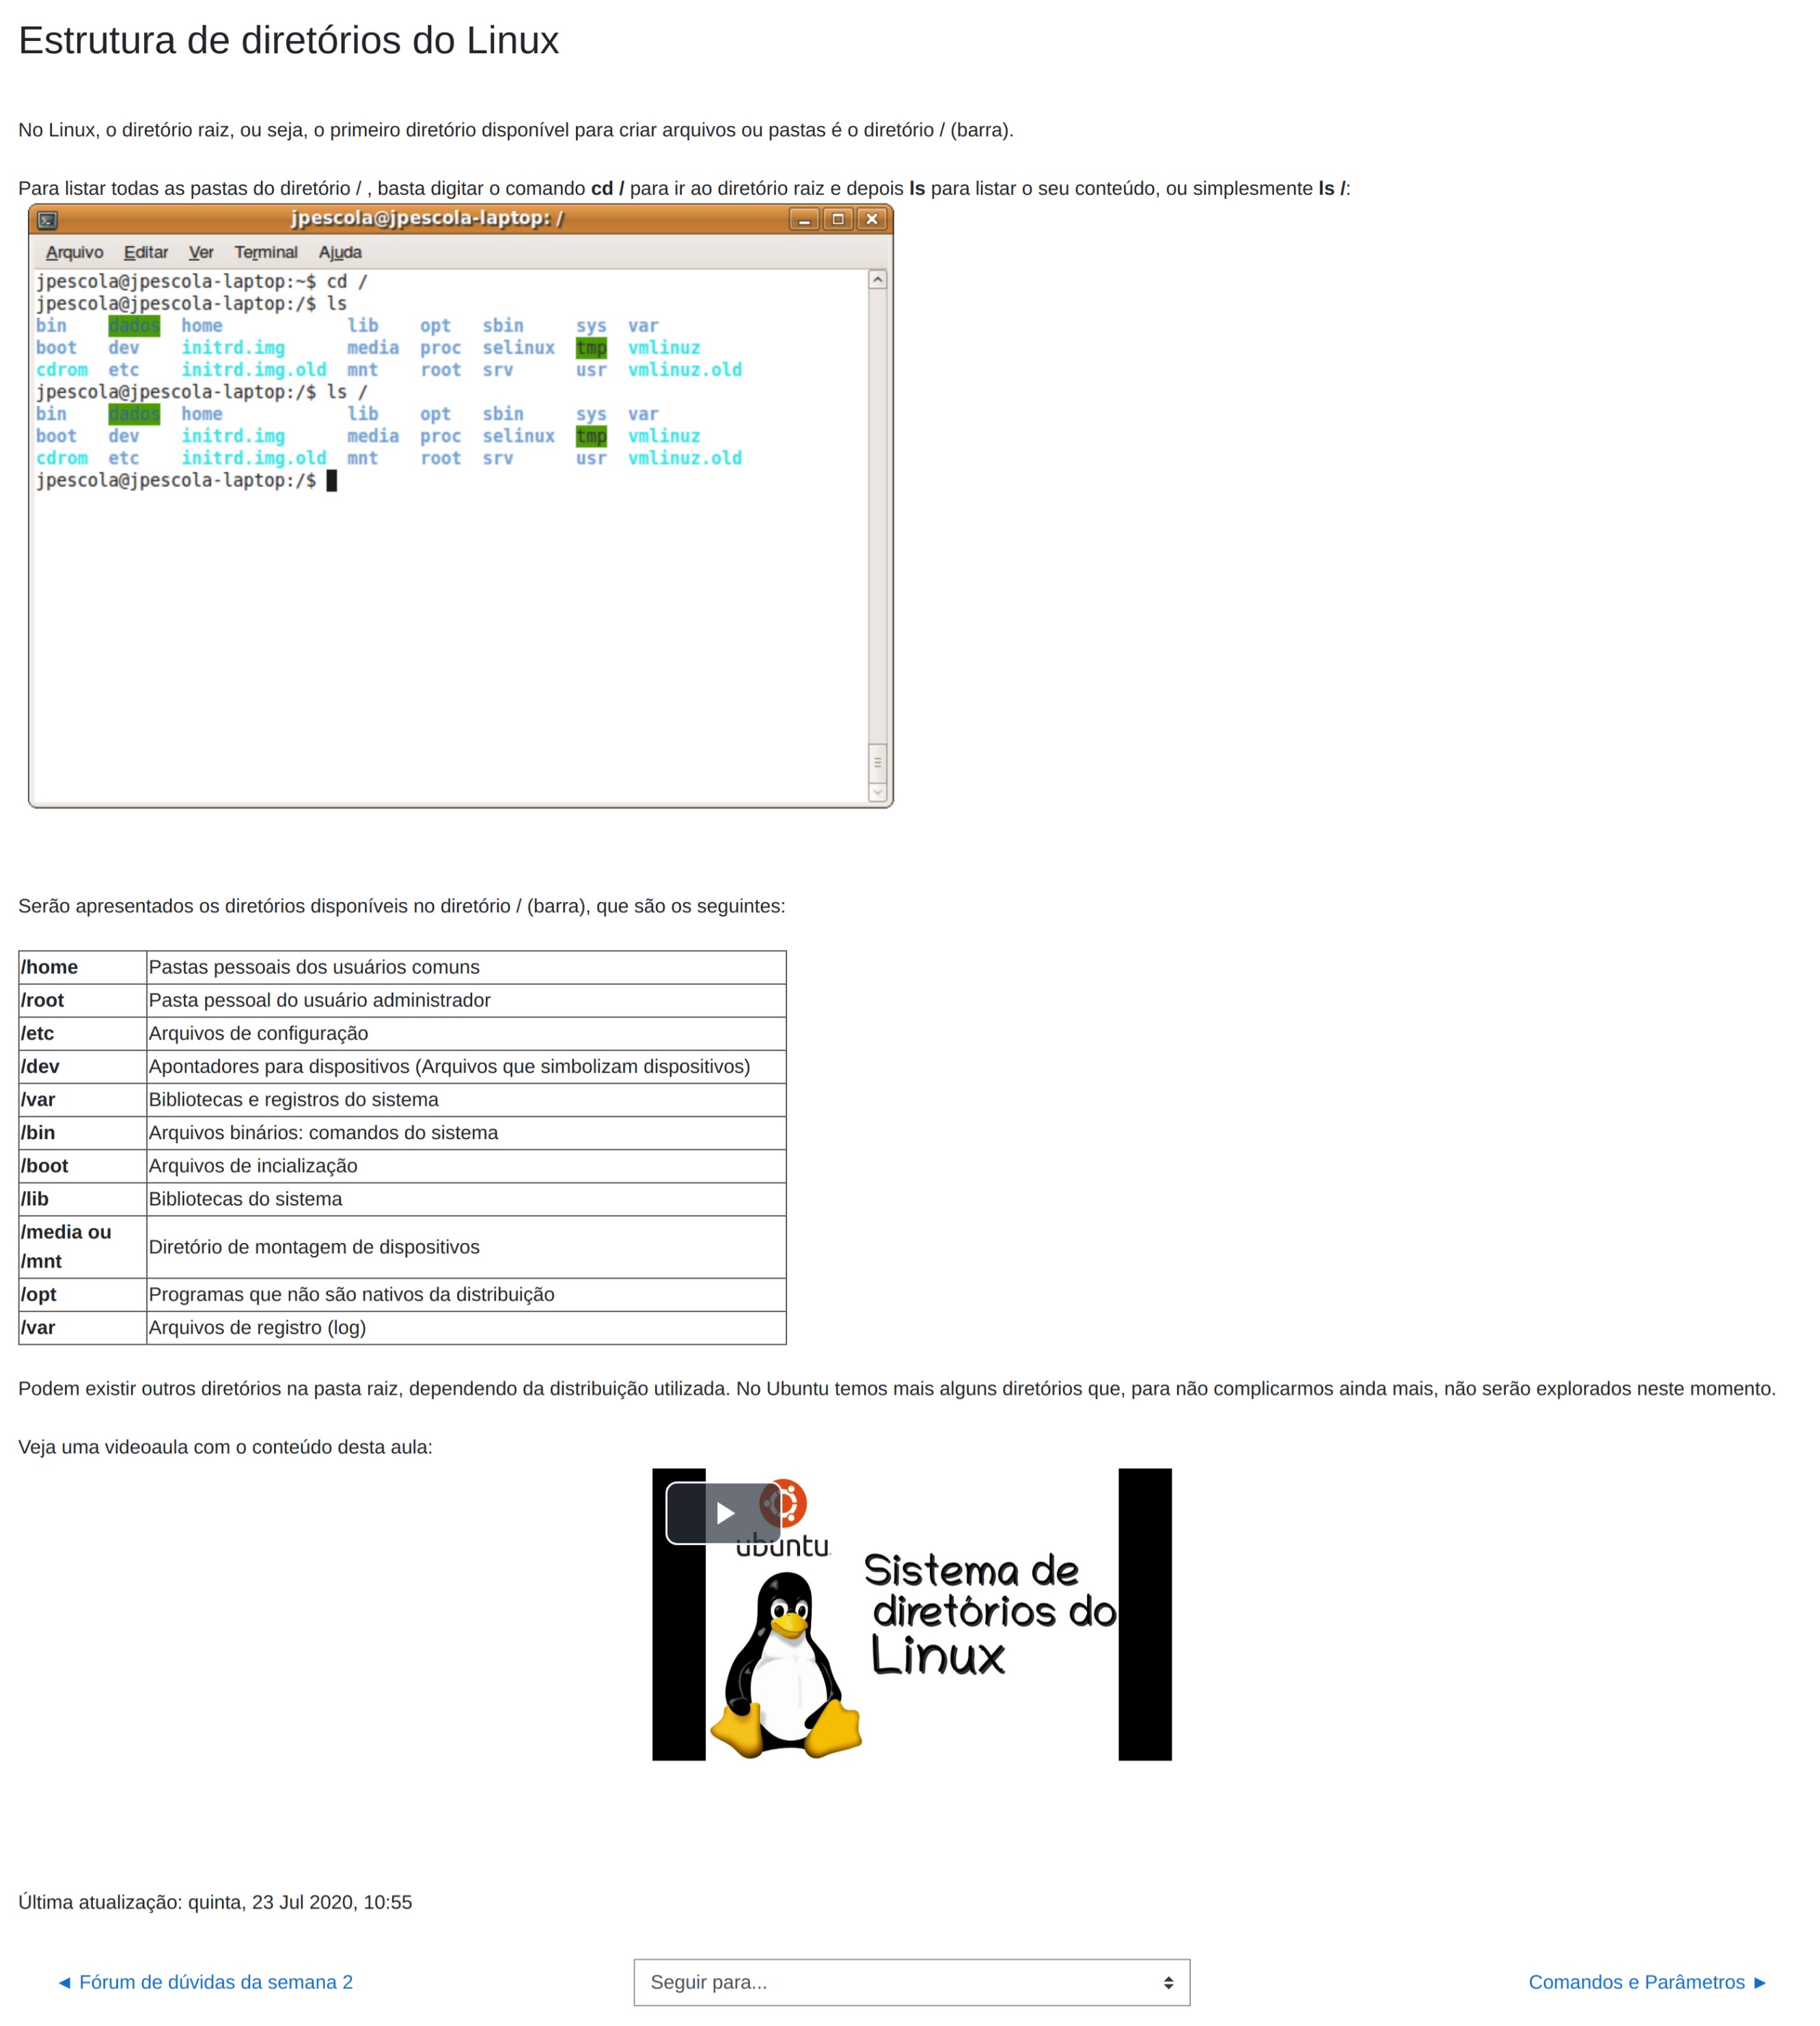 Estrutura de diretórios do Linux
No Linux, o diretório raiz, ou seja, o primeiro diretório disponível para criar arquivos ou pastas é o diretório / (barra).
Para listar todas as pastas do diretório / , basta digitar o comando cd / para ir ao diretório raiz e depois ls para listar o seu conteúdo, ou simplesmente ls /:
jpescola@jpescola-laptop: /
Arquivo Editar Ver Terminal Ajuda
jpescola@jpescola-laptop:~$ cd /
jpescola@jpescola-laptop:/$ ls
bin dados home lib opt sbin sys var
boot dev initrd.img media proc selinux tmp vmlinuz
cdrom etc initrd.img.old mnt root srv usr vmlinuz.old
jpescola@jpescola-laptop:/$ ls /
bin dados home lib opt sbin sys var
boot dev initrd.img media proc selinux tmp vmlinuz
cdrom etc initrd.img.old mnt root srv usr vmlinuz.old
jpescola@jpescola-laptop:/$
Serão apresentados os diretórios disponíveis no diretório / (barra), que são os seguintes:
/home Pastas pessoais dos usuários comuns
/root Pasta pessoal do usuário administrador
/etc Arquivos de configuração
/dev Apontadores para dispositivos (Arquivos que simbolizam dispositivos)
/var Bibliotecas e registros do sistema
/bin Arquivos binários: comandos do sistema
/boot Arquivos de incialização
/lib Bibliotecas do sistema
/media ou
/mnt
Diretório de montagem de dispositivos
/opt Programas que não são nativos da distribuição
/var Arquivos de registro (log)
Podem existir outros diretórios na pasta raiz, dependendo da distribuição utilizada. No Ubuntu temos mais alguns diretórios que, para não complicarmos ainda mais, não serão explorados neste momento.
Veja uma videoaula com o conteúdo desta aula:
ubuntu
Sistema de
diretórios do
Linux
Última atualização: quinta, 23 Jul 2020, 10:55
◄ Fórum de dúvidas da semana 2
Seguir para...
Comandos e Parâmetros ►